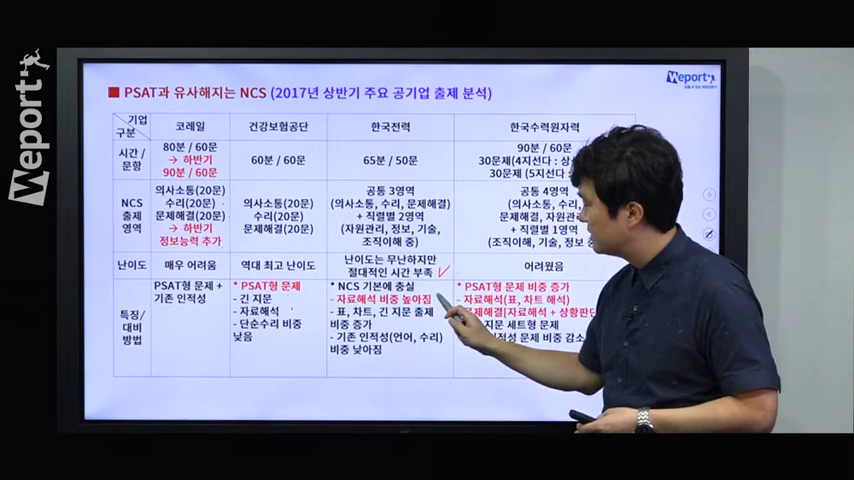 Weport
Weport
■ PSAT과 유사해지는 NCS (2017년 상반기 주요 공기업 출제 분석)
기업
구분
코레일
건강보험공단
한국전력
한국수력원자력
시간 /
문항
80분 / 60문
→ 하반기
90분 / 60문
60분 / 60문
65분 / 50문
90분 / 60문
30문제(4지선다 :
30문제 (5지선다 :
NCS
출제
영역
의사소통(20문)
수리(20문)
문제해결(20문)
→ 하반기
정보능력 추가
의사소통(20문)
수리(20문)
문제해결(20문)
공통 3영역
(의사소통, 수리, 문제해결)
+ 직렬별 2영역
(자원관리, 정보, 기술,
조직이해 중)
공통 4영역
(의사소통, 수리,
문제해결, 자원관리
+ 직렬별 1영역
(조직이해, 기술, 정보
난이도
매우 어려움
역대 최고 난이도
난이도는 무난하지만
절대적인 시간 부족
어려웠음
특징/
대비
방법
PSAT형 문제 +
기존 인적성
* PSAT형 문제
- 긴 지문
- 자료해석
- 단순수리 비중
낮음
* NCS 기본에 충실
- 자료해석 비중 높아짐
- 표, 차트, 긴 지문 출제
비중 증가
- 기존 인적성(언어, 수리)
비중 낮아짐
* PSAT형 문제 비중 증가
- 자료해석(표, 차트 해석)
문제해결[자료해석 + 상황판단
지문 세트형 문제
적성 문제 비중 감소